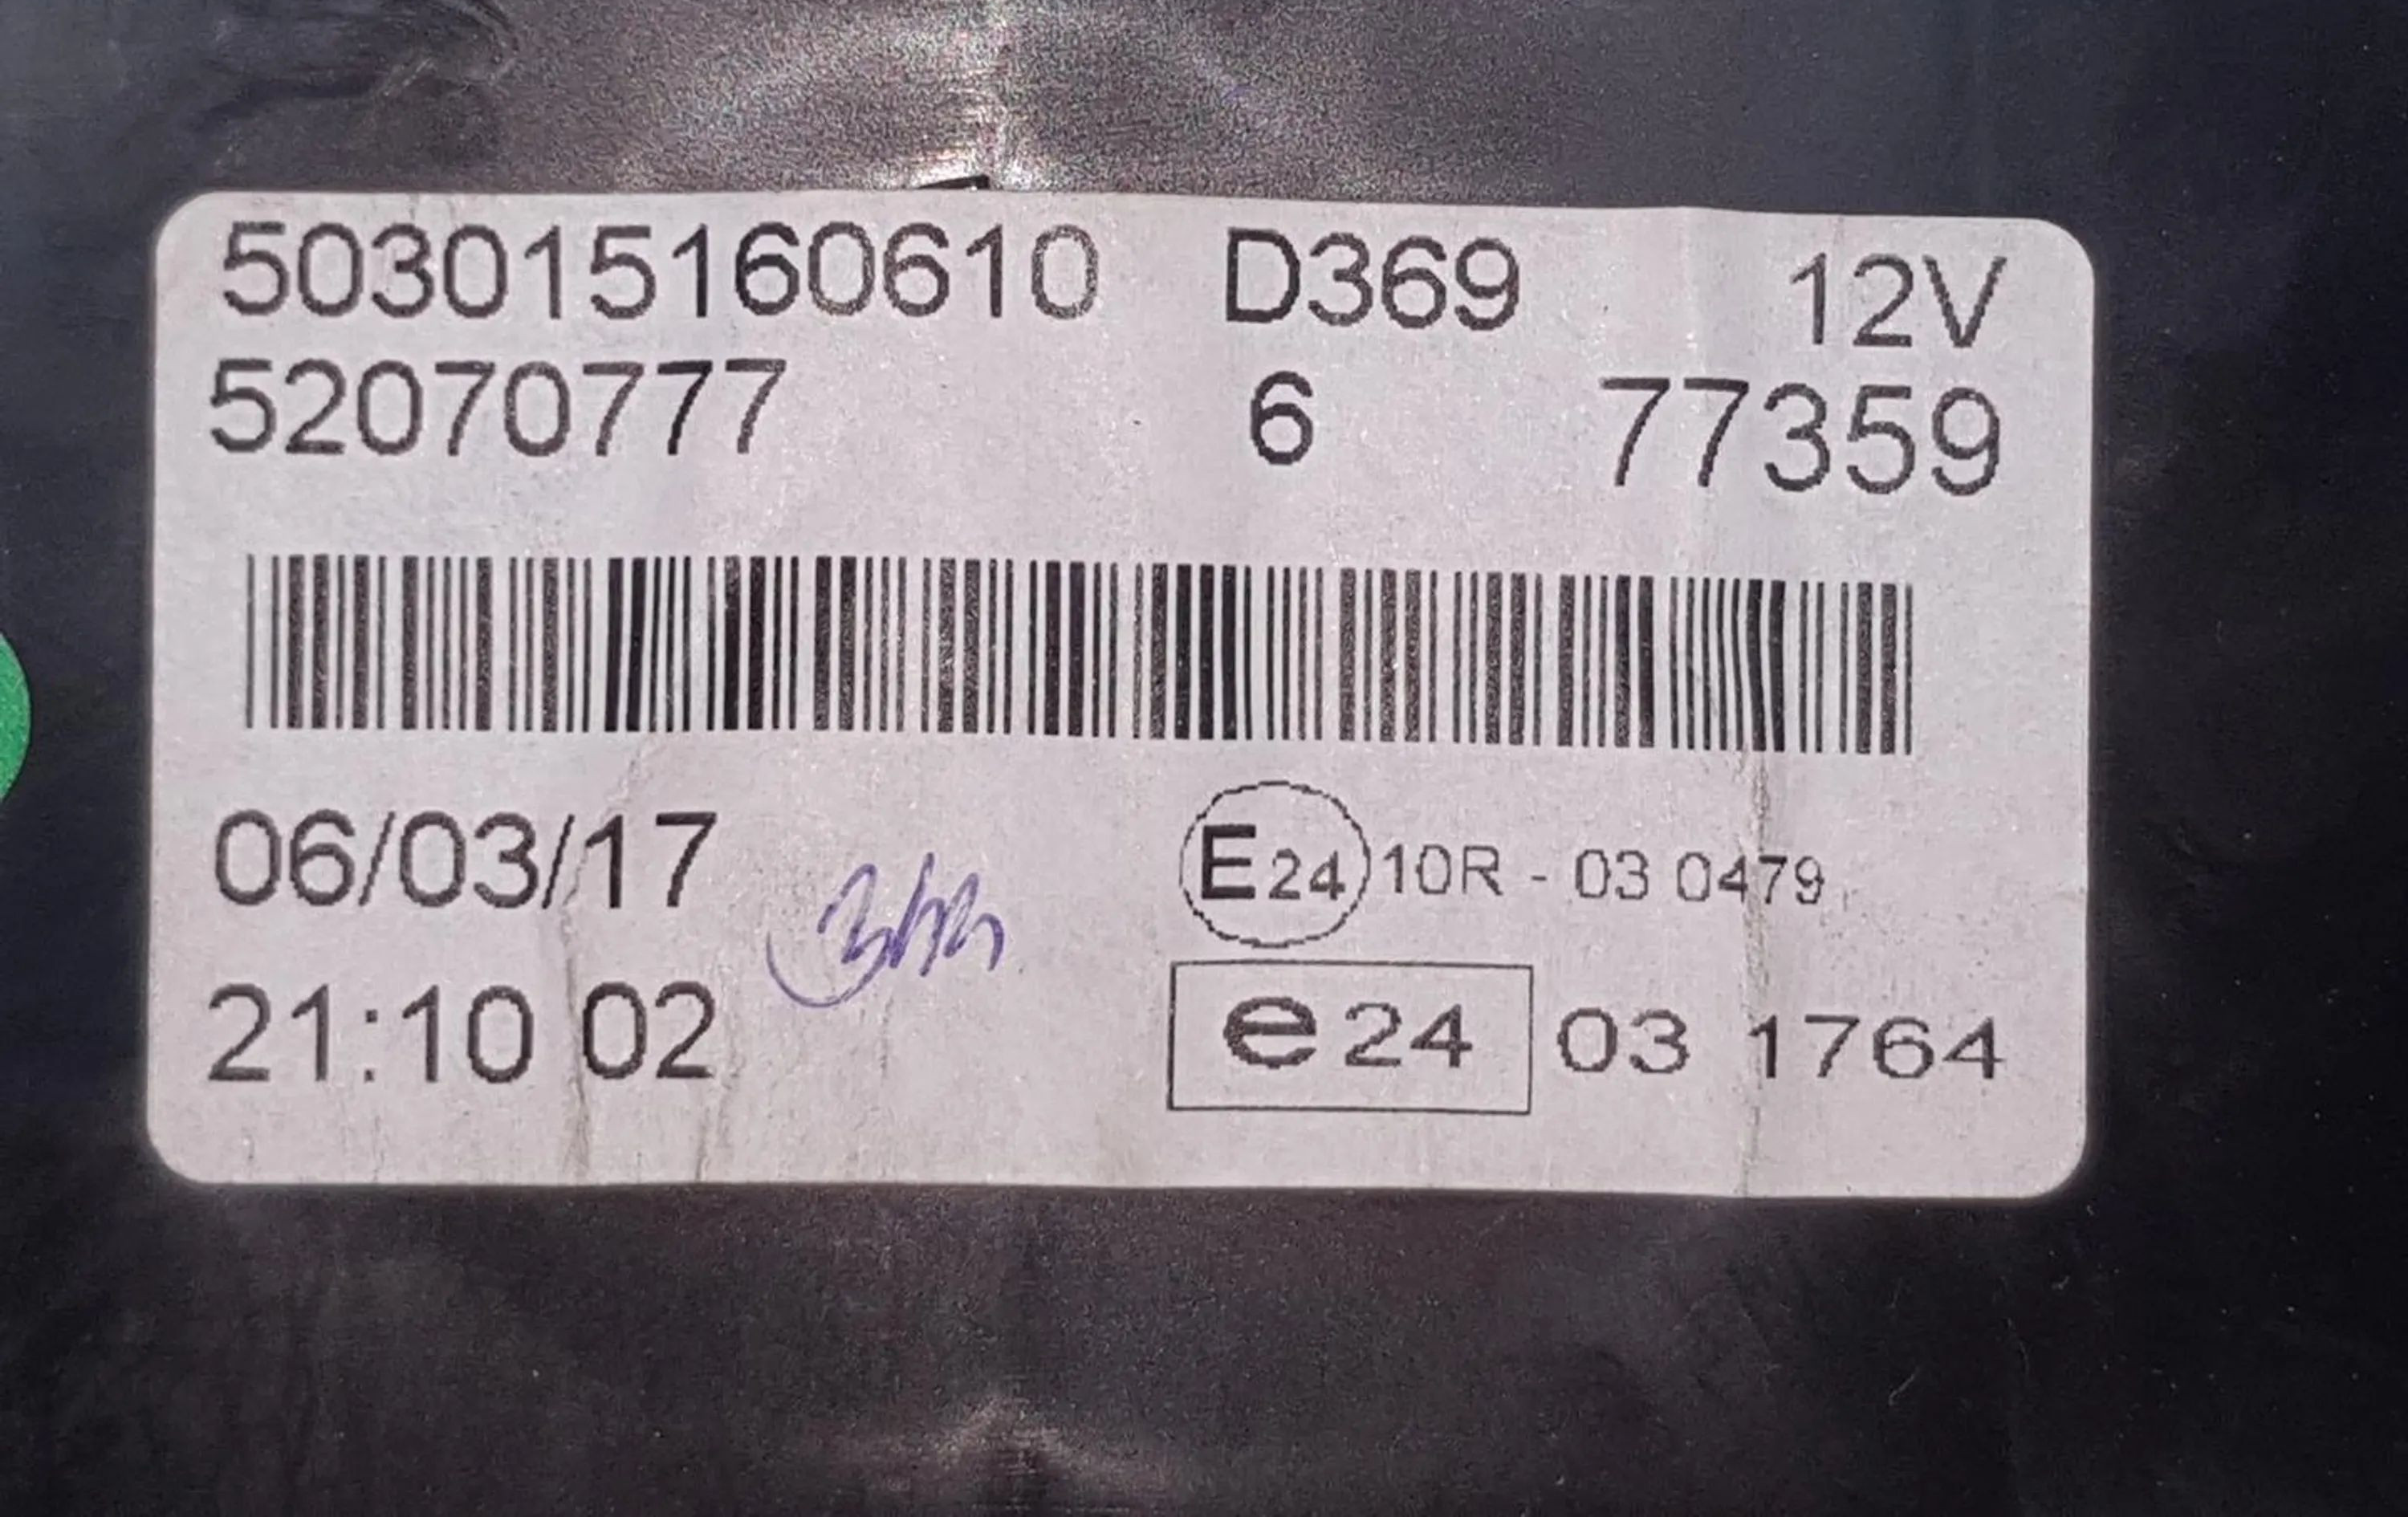 503015160610 D369 12V
52070777 6 77359
06/03/17 E24 10R - 03 0479
21:10 02 e24 03 1764